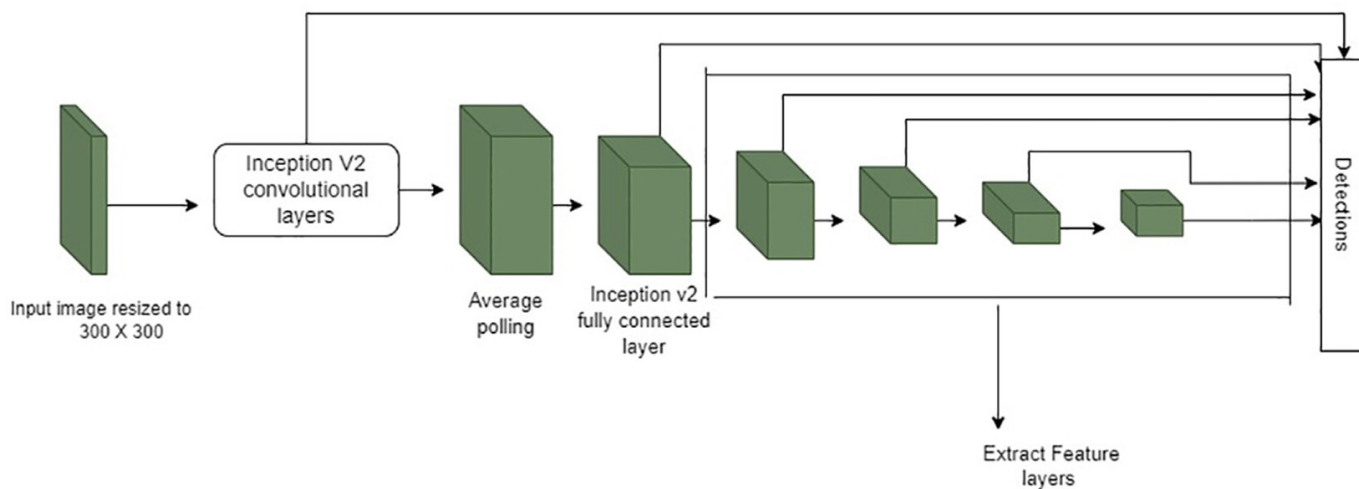 Inception V2
convolutional
layers
Input image resized to
300 X 300
Average
polling
Inception v2
fully connected
layer
Detections
Extract Feature
layers